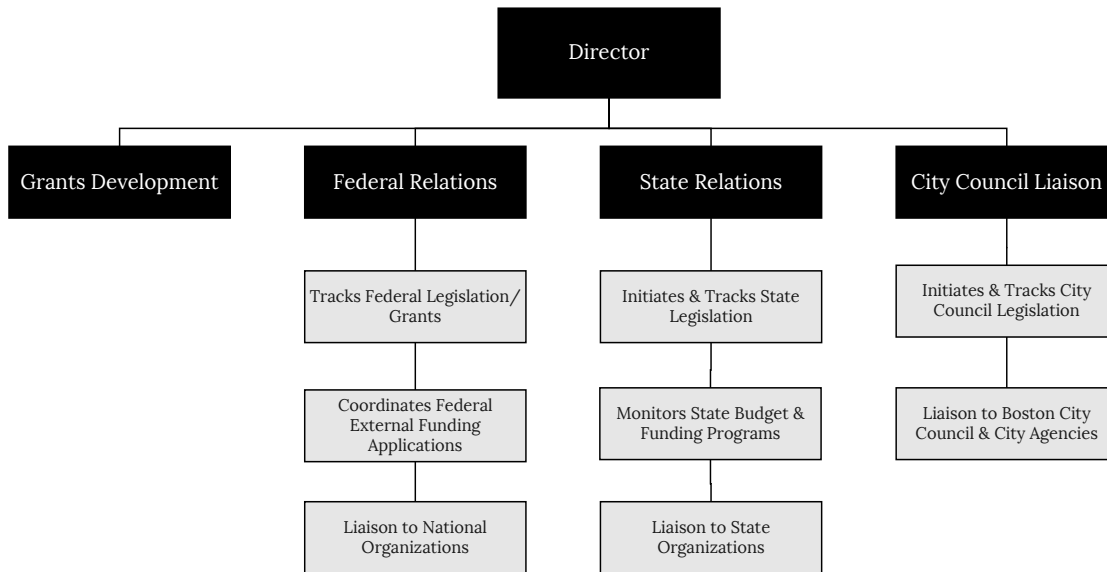 Director
Grants Development
Federal Relations
State Relations
City Council Liaison
Tracks Federal Legislation/
Grants
Initiates & Tracks State
Legislation
Initiates & Tracks City
Council Legislation
Coordinates Federal
External Funding
Applications
Monitors State Budget &
Funding Programs
Liaison to Boston City
Council & City Agencies
Liaison to National
Organizations
Liaison to State
Organizations